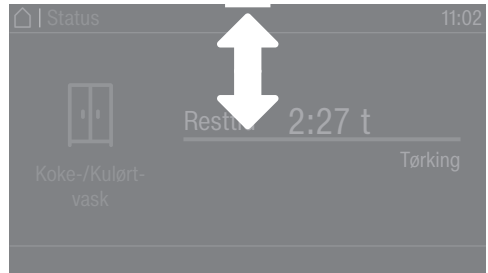 | Status 11:02
2:27 t
Tørking
Koke-/Kulørt-
vask